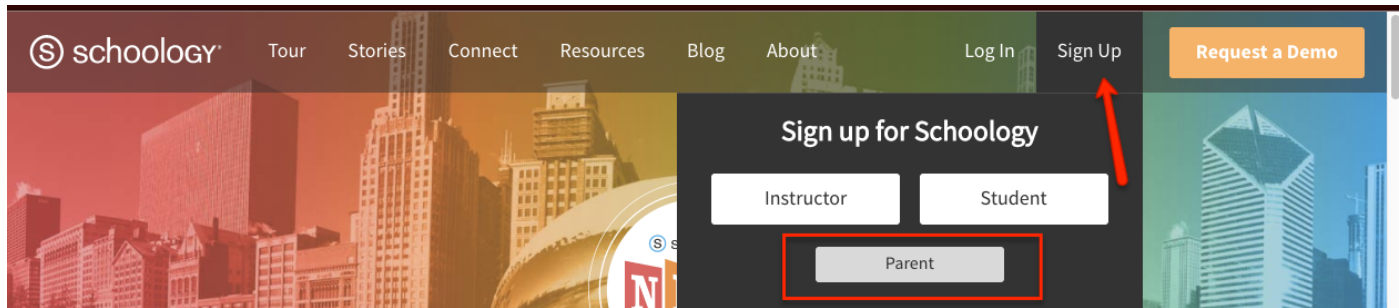 S schoology
Tour Stories Connect Resources Blog About Log In Sign Up Request a Demo
Sign up for Schoology
Instructor Student
Parent
S s
N